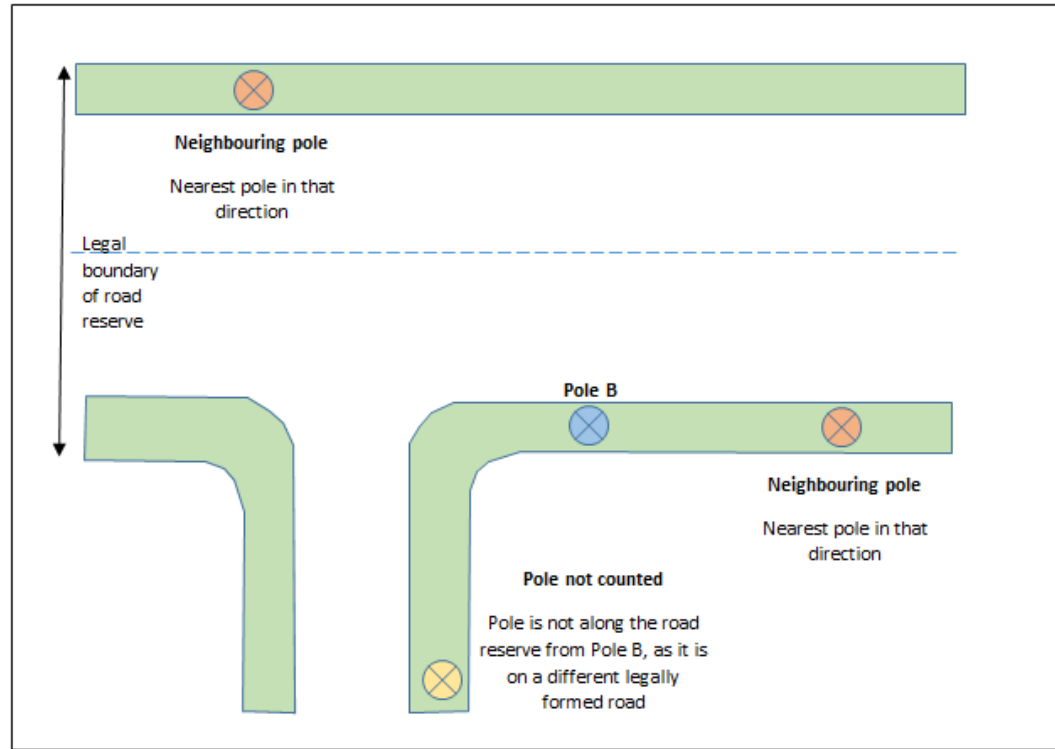 Neighbouring pole
Nearest pole in that
direction
Legal
boundary
of road
reserve
Pole B
Neighbouring pole
Nearest pole in that
direction
Pole not counted
Pole is not along the road
reserve from Pole B, as it is
on a different legally
formed road